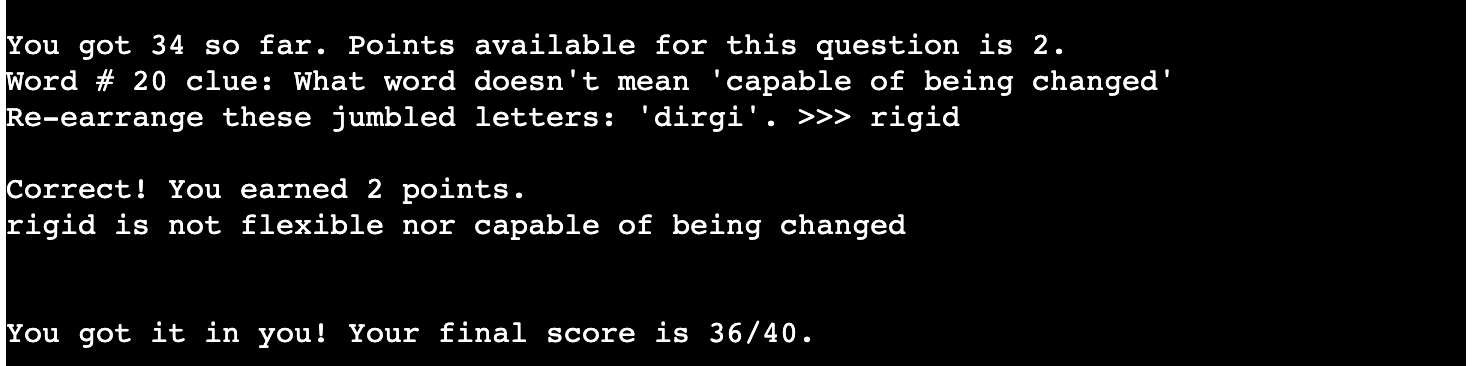 You got 34 so far. Points available for this question is 2.
Word # 20 clue: What word doesn't mean 'capable of being changed'
Re-earrange these jumbled letters: 'dirgi'. >>> rigid
Correct! You earned 2 points.
rigid is not flexible nor capable of being changed
You got it in you! Your final score is 36/40.